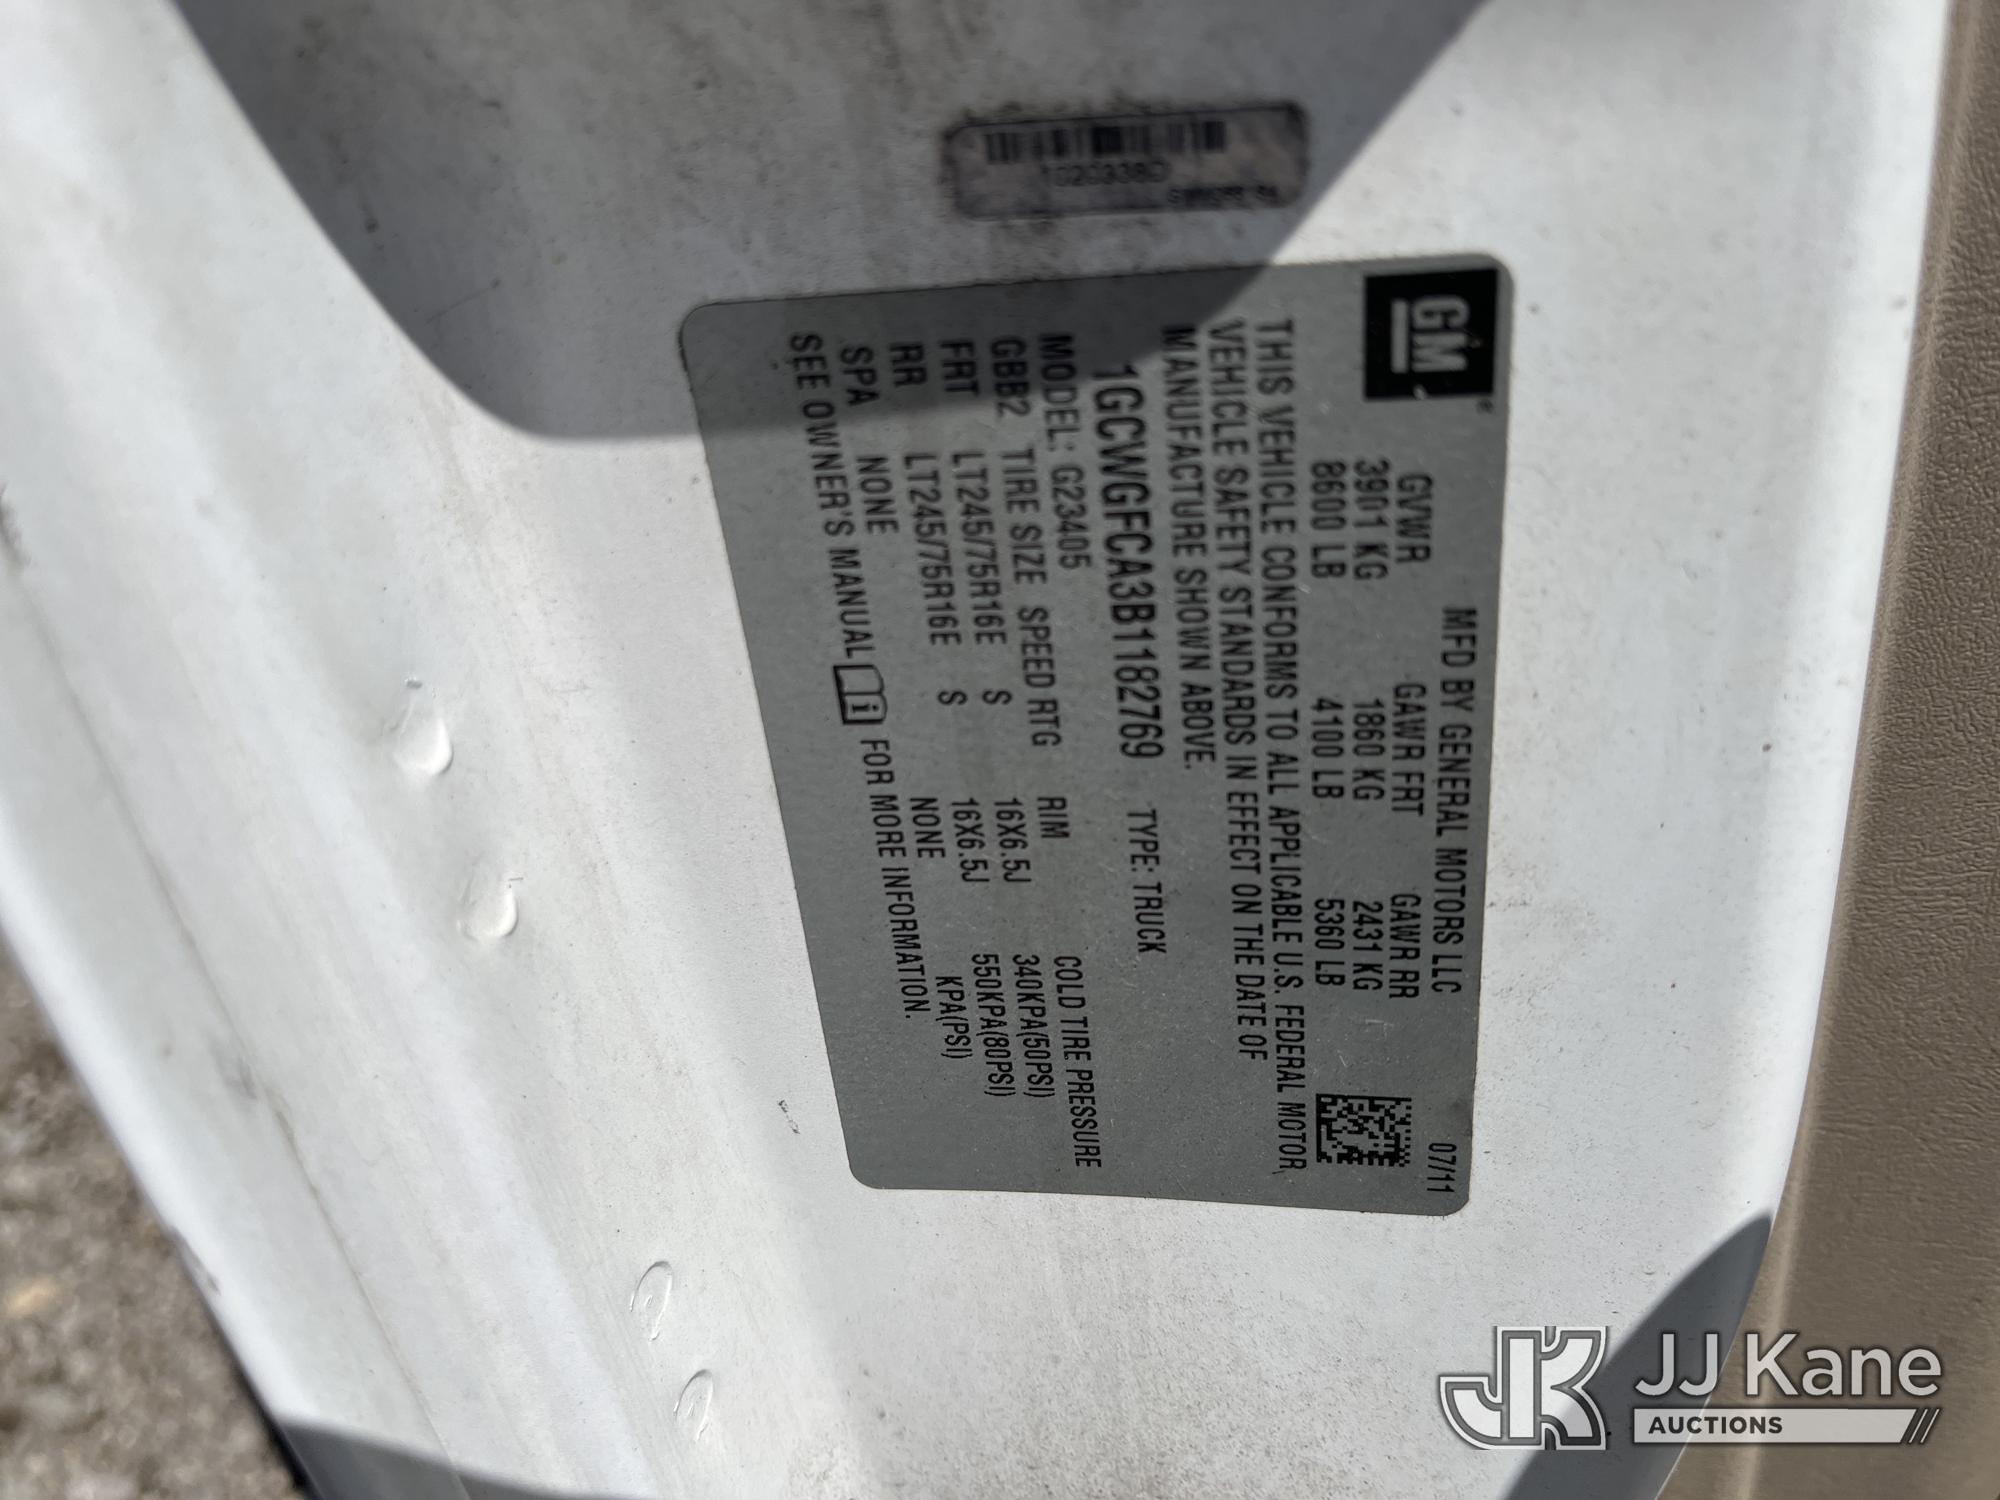 MFD BY GENERAL MOTORS LLC 07/11
GM
GVWR GAWR FRT GAWR RR
3901 KG 1860 KG 2431 KG
8600 LB 4100 LB 5360 LB
THIS VEHICLE CONFORMS TO ALL APPLICABLE U.S. FEDERAL MOTOR
VEHICLE SAFETY STANDARDS IN EFFECT ON THE DATE OF
MANUFACTURE SHOWN ABOVE.
1GCWGFCA3B1182769 TYPE: TRUCK
MODEL: G23405
GBB2 TIRE SIZE SPEED RTG RIM COLD TIRE PRESSURE
FRT LT245/75R16E S 16X6.5J 340KPA(50PSI)
RR LT245/75R16E S 16X6.5J 550KPA(80PSI)
SPA NONE NONE KPA(PSI)
SEE OWNER'S MANUAL i FOR MORE INFORMATION.
JJ Kane
AUCTIONS